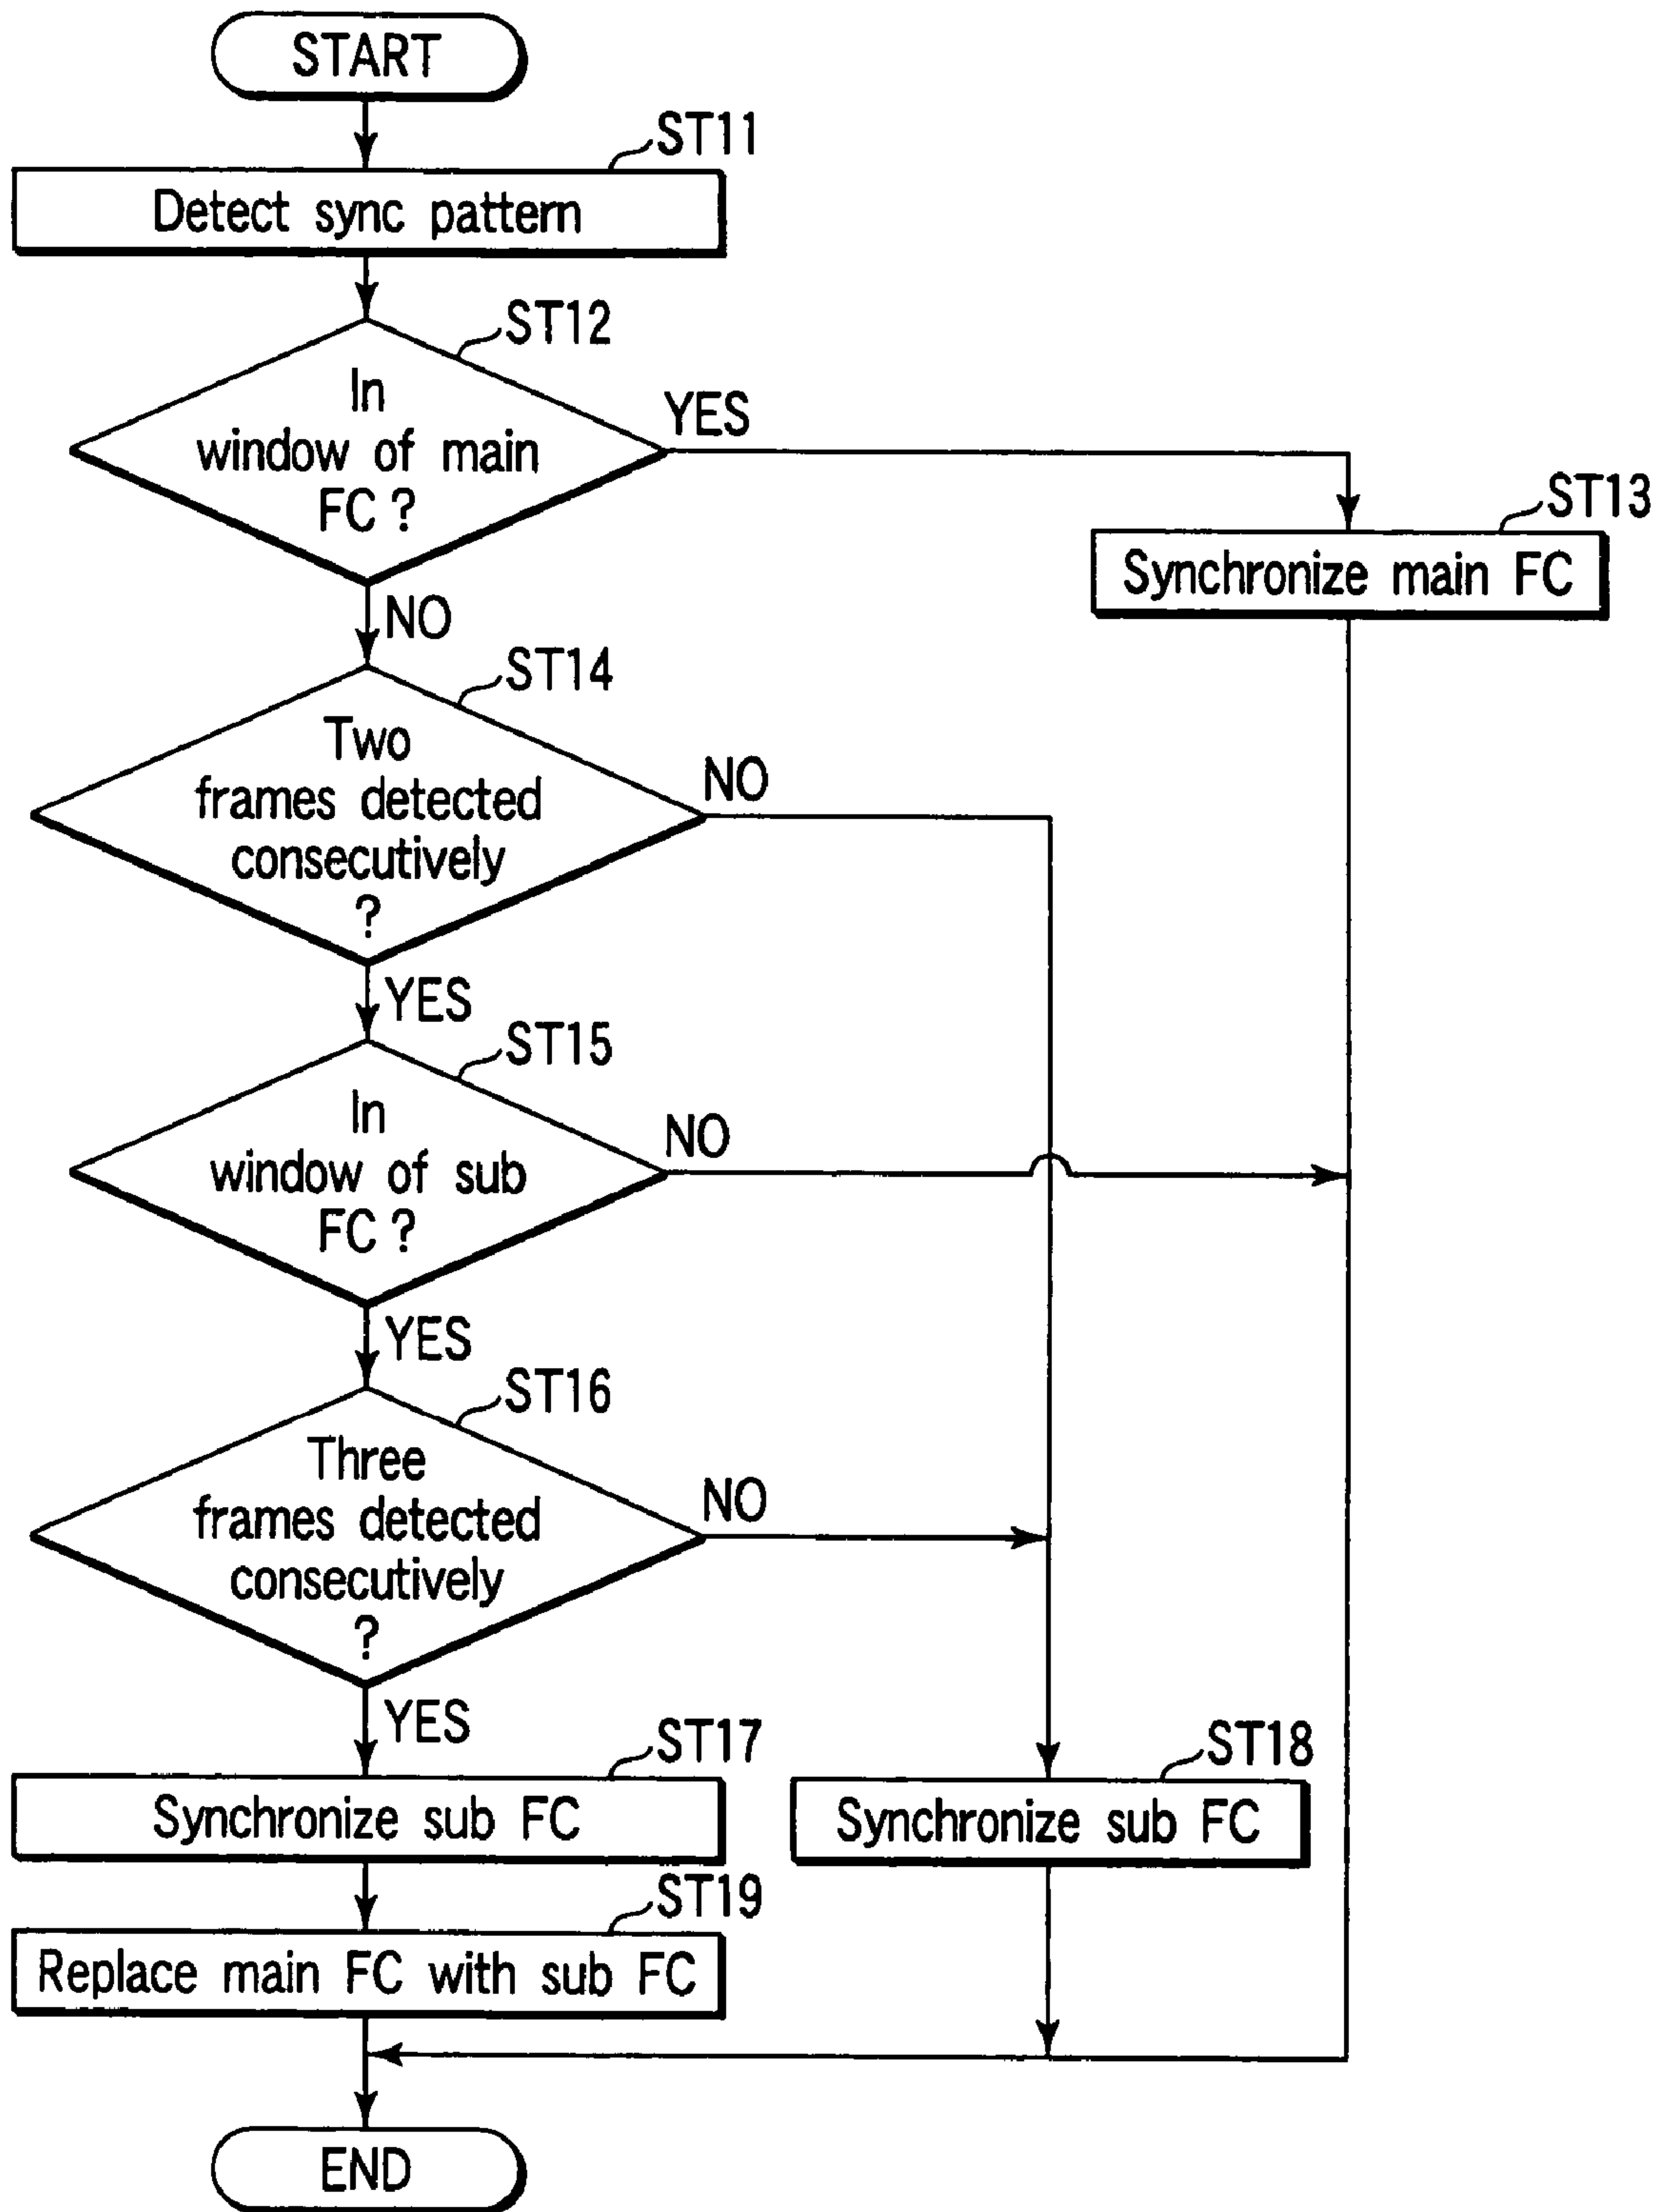 START
ST11
Detect sync pattern
ST12
In
window of main
FC ?
YES
NO
ST13
Synchronize main FC
ST14
Two
frames detected
consecutively
?
NO
YES
ST15
In
window of sub
FC ?
NO
YES
ST16
Three
frames detected
consecutively
?
NO
YES
ST17
Synchronize sub FC
ST18
Synchronize sub FC
ST19
Replace main FC with sub FC
END